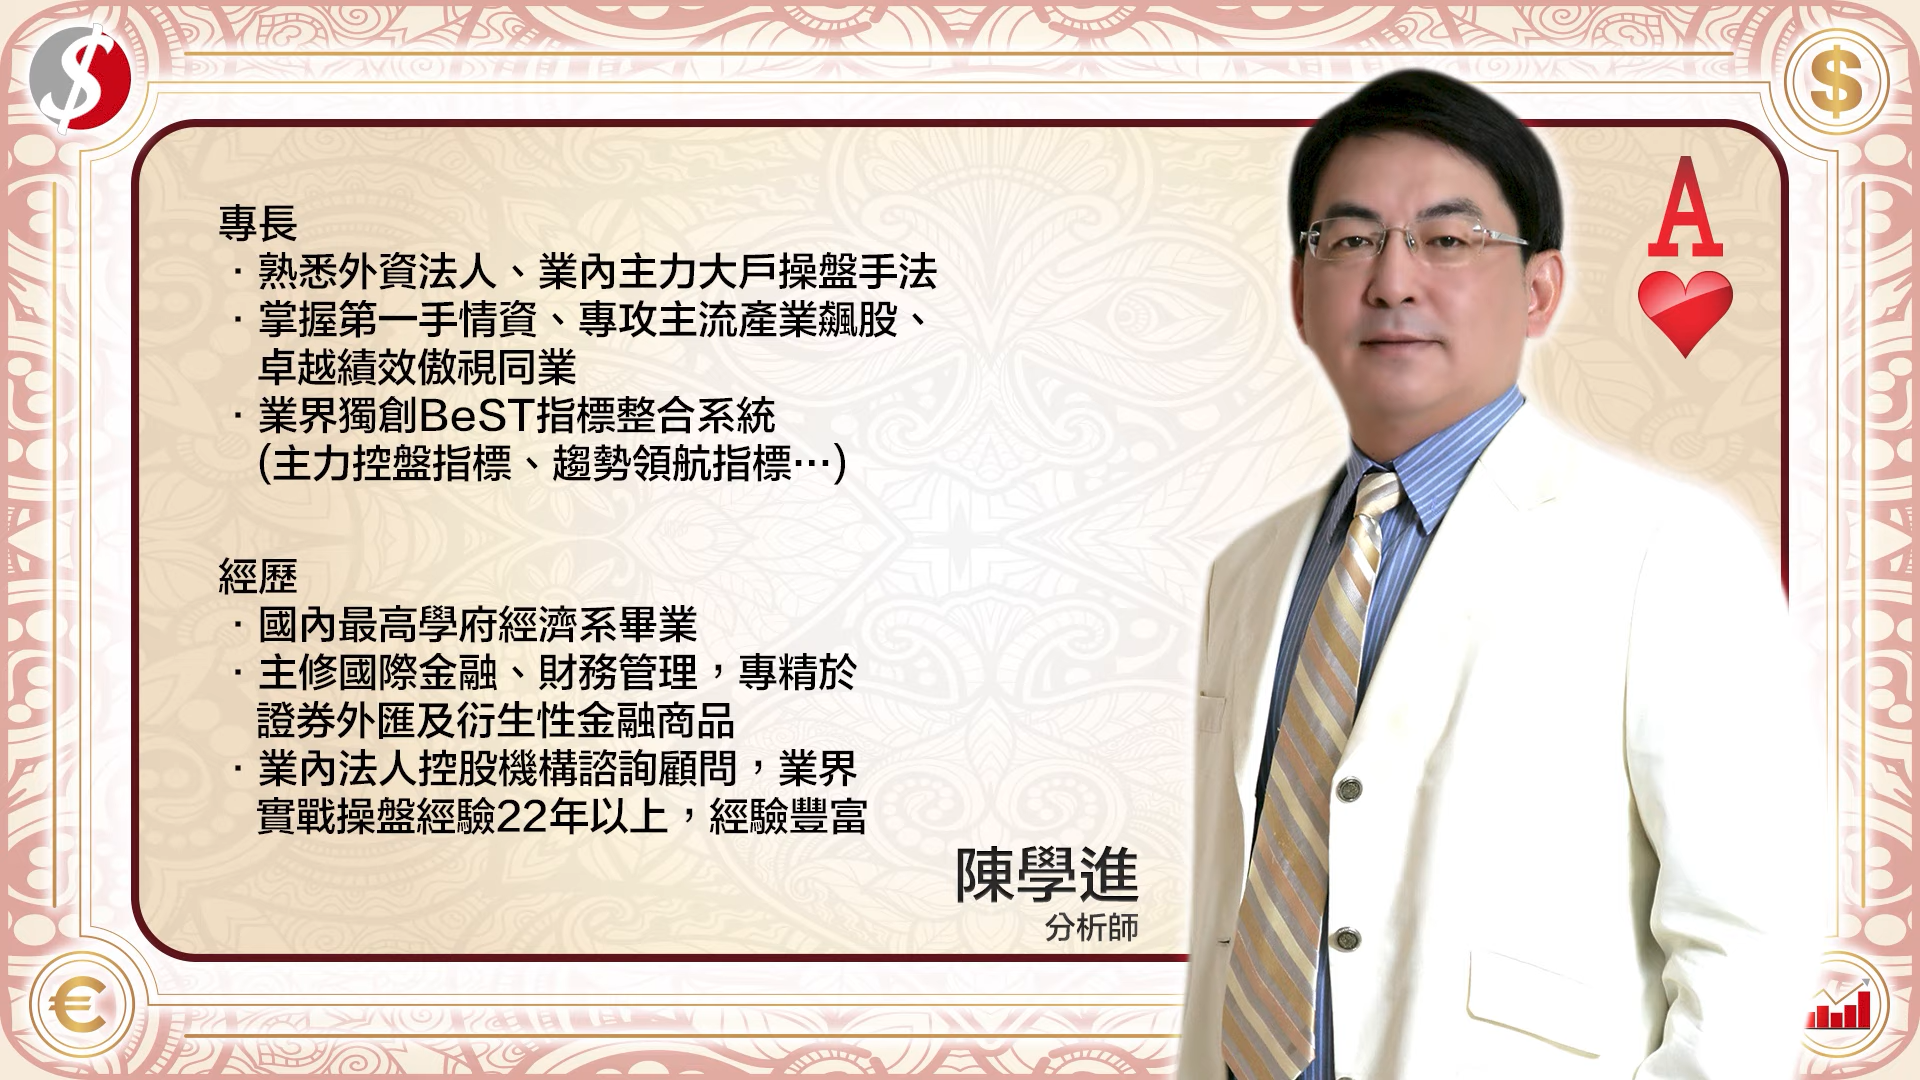 專長
·熟悉外資法人、業內主力大戶操盤手法
·掌握第一手情資、專攻主流產業飆股、
卓越績效傲視同業
·業界獨創BeST指標整合系統
(主力控盤指標、趨勢領航指標…)
經歷
·國內最高學府經濟系畢業
·主修國際金融、財務管理，專精於
證券外匯及衍生性金融商品
·業內法人控股機構諮詢顧問，業界
實戰操盤經驗22年以上，經驗豐富
陳學進
分析師
A
$
$
€